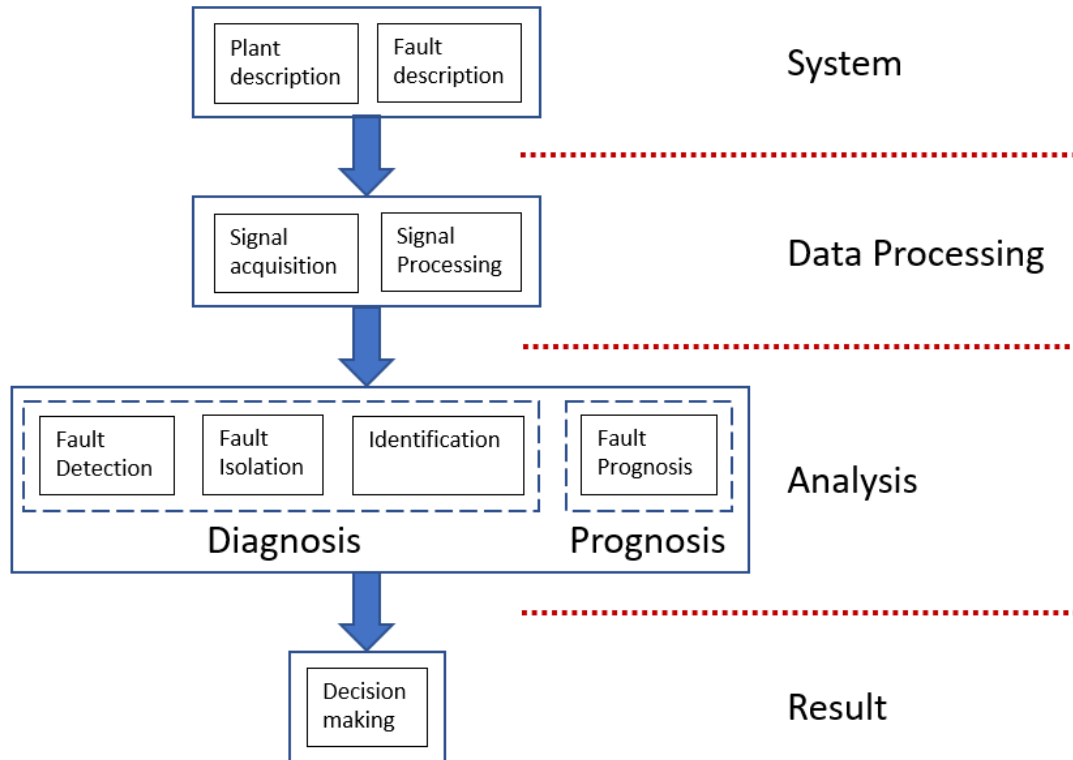 Plant
description
Fault
description
System
Signal
acquisition
Signal
Processing
Data Processing
Fault
Detection
Fault
Isolation
Identification
Fault
Prognosis
Analysis
Diagnosis
Prognosis
Decision
making
Result